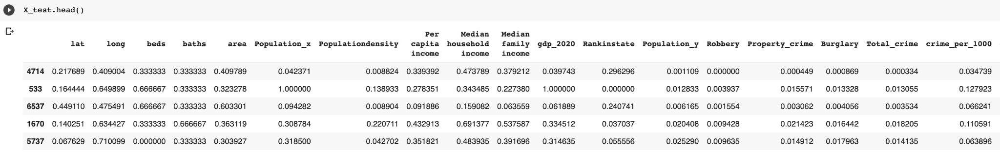 X_test.head()
lat long beds baths area Population_x Populationdensity Per capita income Median household income Median family income gdp_2020 Rankinstate Population_y Robbery Property_crime Burglary Total_crime crime_per_1000
4714 0.217689 0.409004 0.333333 0.333333 0.409789 0.042371 0.008824 0.339392 0.473789 0.379212 0.039743 0.296296 0.001109 0.000000 0.000449 0.000869 0.000334 0.034739
533 0.164444 0.649899 0.666667 0.333333 0.323278 1.000000 0.138933 0.278351 0.343485 0.227380 1.000000 0.000000 0.012833 0.003937 0.015571 0.013328 0.013055 0.127923
6537 0.449110 0.475491 0.666667 0.333333 0.603301 0.094282 0.008904 0.091886 0.159082 0.063559 0.061889 0.240741 0.006165 0.001554 0.003062 0.004056 0.003534 0.066241
1670 0.140251 0.634427 0.333333 0.666667 0.363119 0.308784 0.220711 0.432913 0.691377 0.537587 0.334512 0.037037 0.020408 0.009428 0.021423 0.016442 0.018205 0.110591
5737 0.067629 0.710099 0.000000 0.333333 0.303927 0.318500 0.042702 0.351821 0.483935 0.391696 0.314635 0.055556 0.025290 0.009635 0.014912 0.017963 0.014135 0.063896